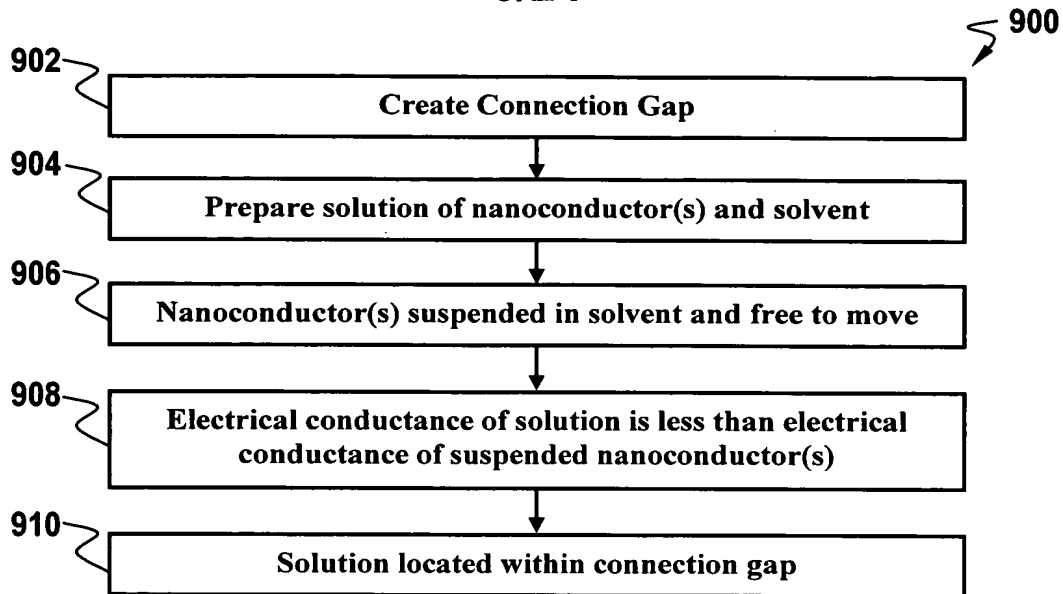 900
902
Create Connection Gap
904
Prepare solution of nanoconductor(s) and solvent
906
Nanoconductor(s) suspended in solvent and free to move
908
Electrical conductance of solution is less than electrical
conductance of suspended nanoconductor(s)
910
Solution located within connection gap